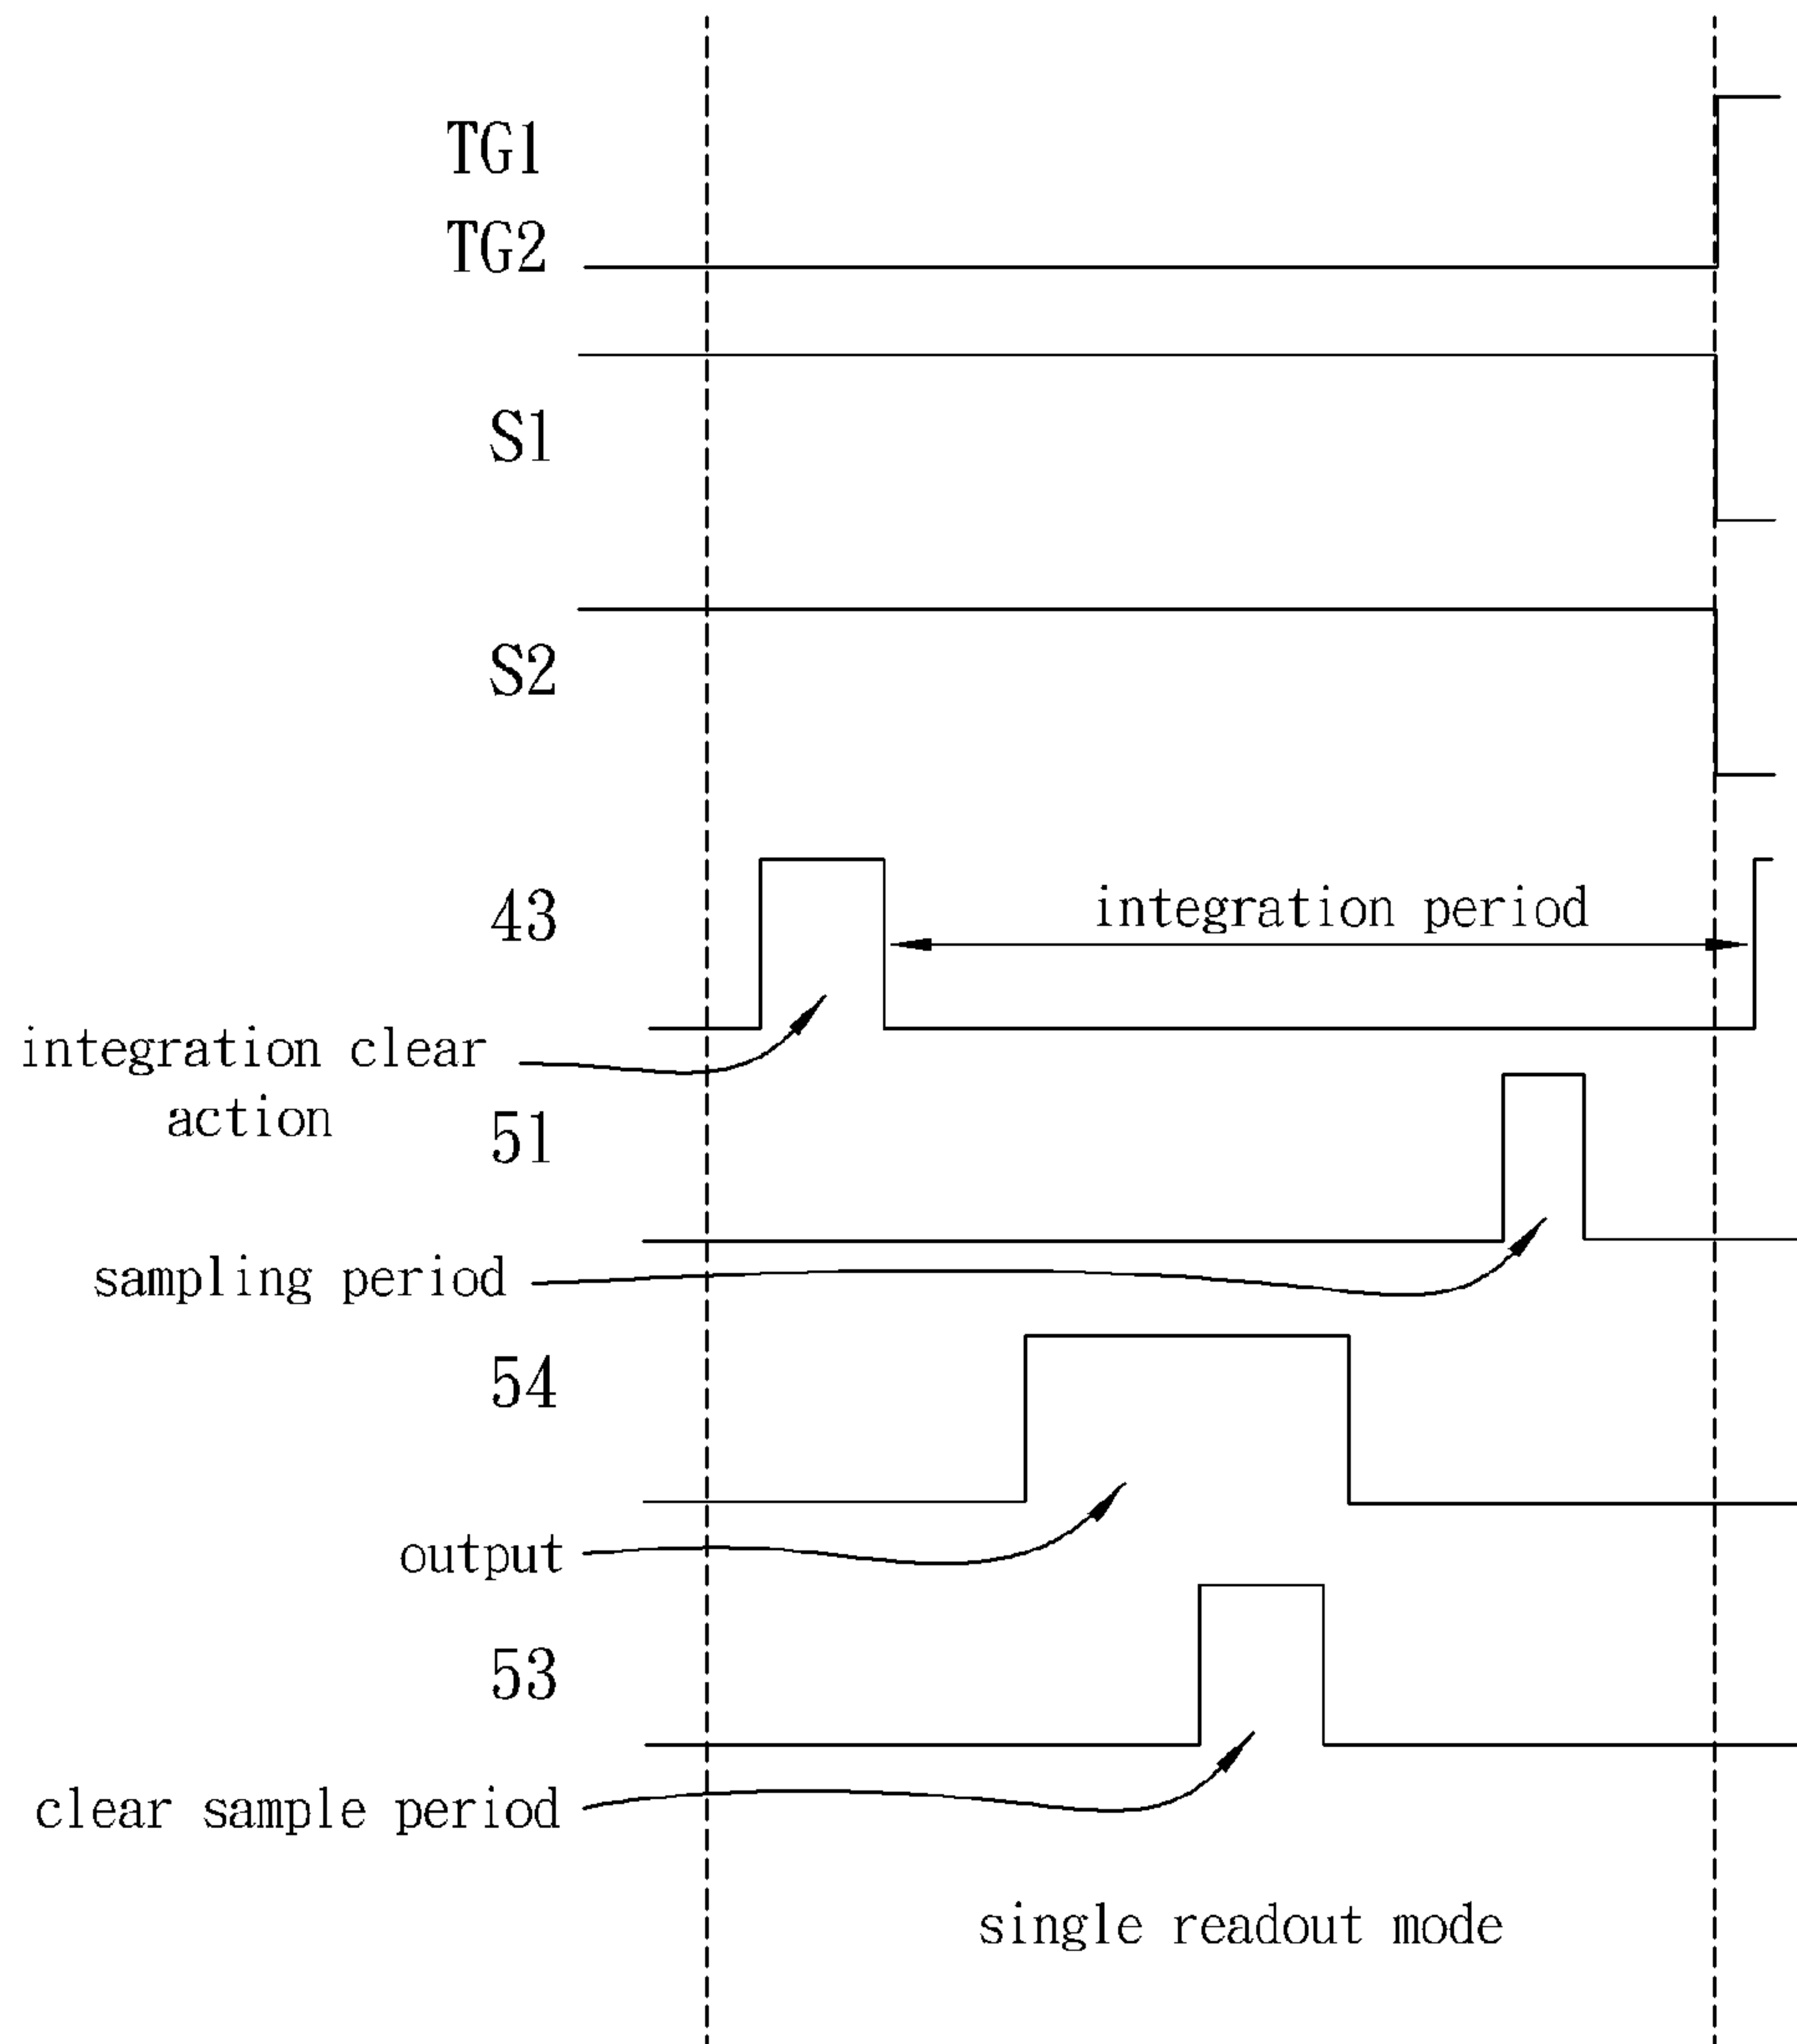 TG1
TG2
S1
S2
43
integration period
integration clear
action
51
sampling period
54
output
53
clear sample period
single readout mode